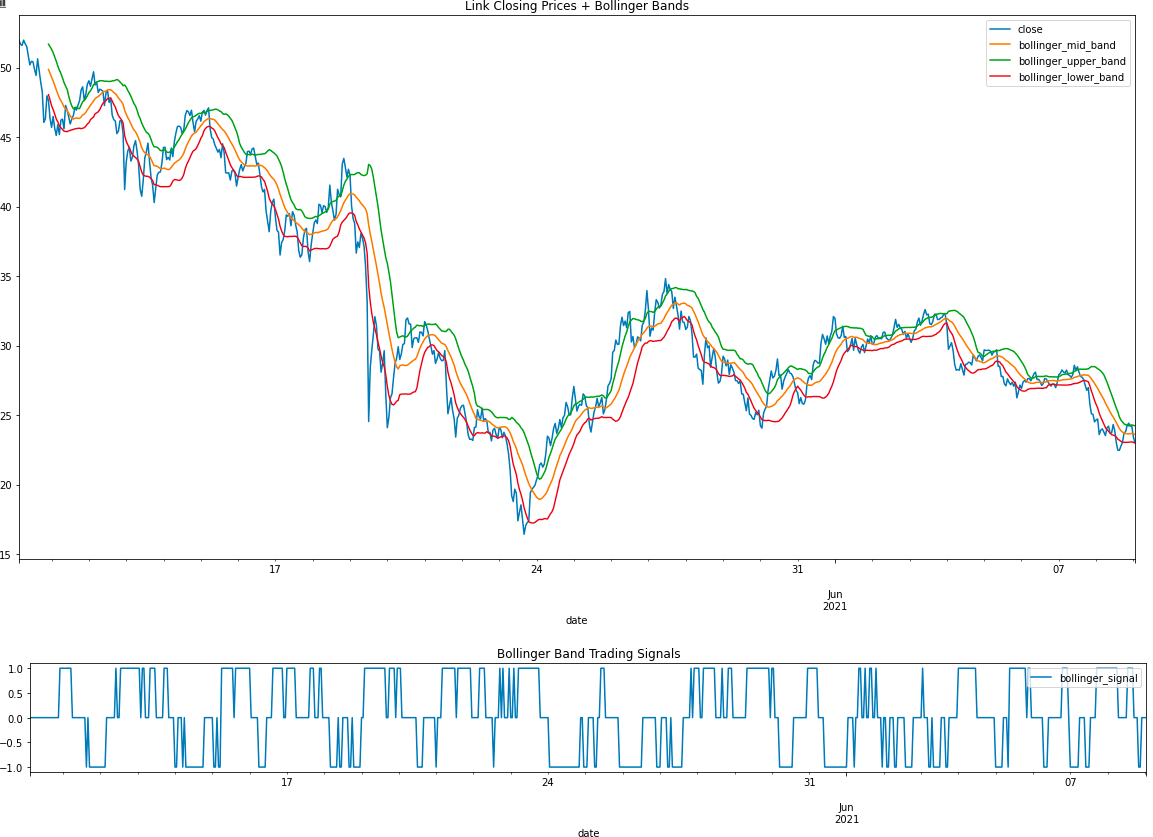 Link Closing Prices + Bollinger Bands
close
bollinger_mid_band
bollinger_upper_band
bollinger_lower_band
50
45
40
35
30
25
20
15
17
24
31
07
Jun
2021
date
Bollinger Band Trading Signals
bollinger_signal
1.0
0.5
0.0
−0.5
−1.0
17
24
31
07
Jun
2021
date